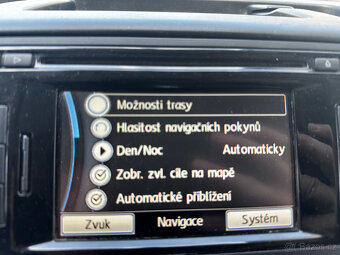 Možnosti trasy
Hlasitost navigačních pokynů
Den/Noc Automaticky
Zobr. zvl. cíle na mapě
Automatické přiblížení
Zvuk Navigace Systém